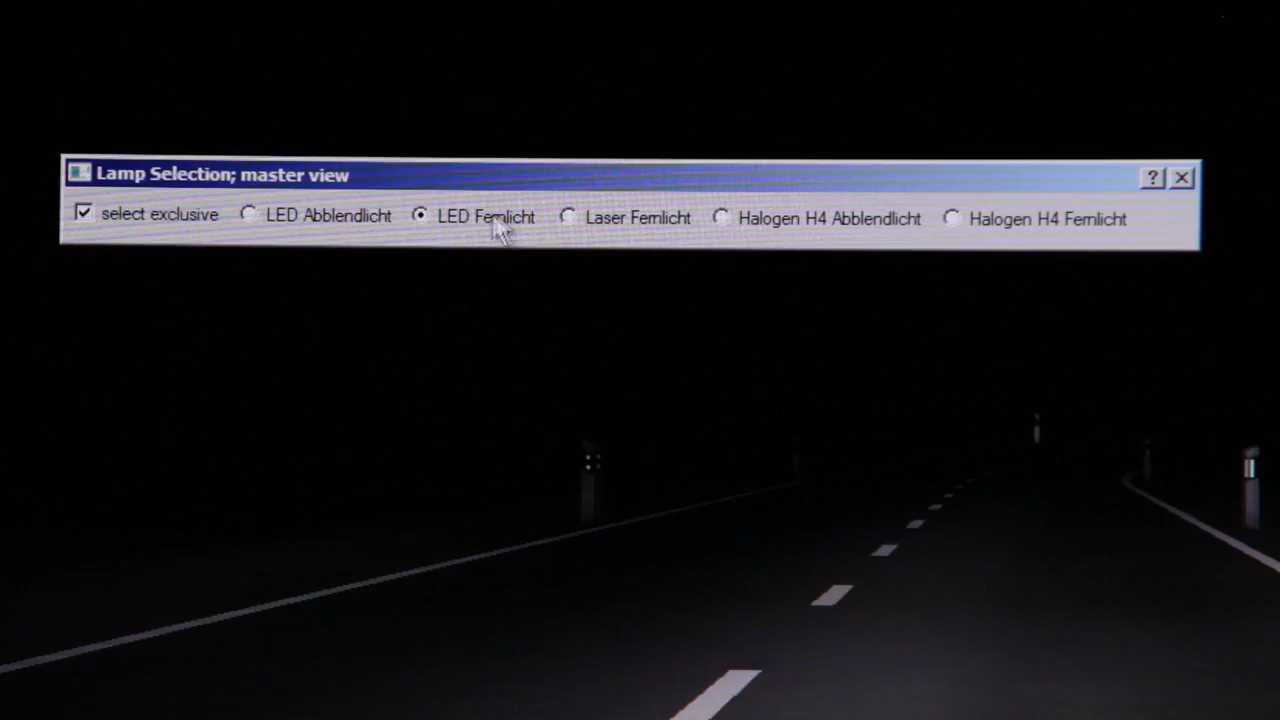 Lamp Selection; master view
select exclusive LED Abblendlicht LED Fernlicht Laser Fernlicht Halogen H4 Abblendlicht Halogen H4 Fernlicht